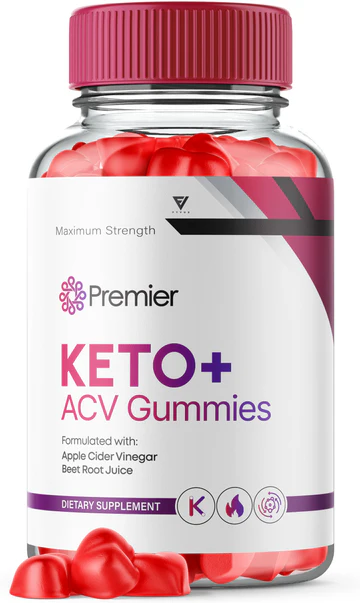 Maximum Strength
Premier
KETO+
ACV Gummies
Formulated with:
Apple Cider Vinegar
Beet Root Juice
DIETARY SUPPLEMENT
K